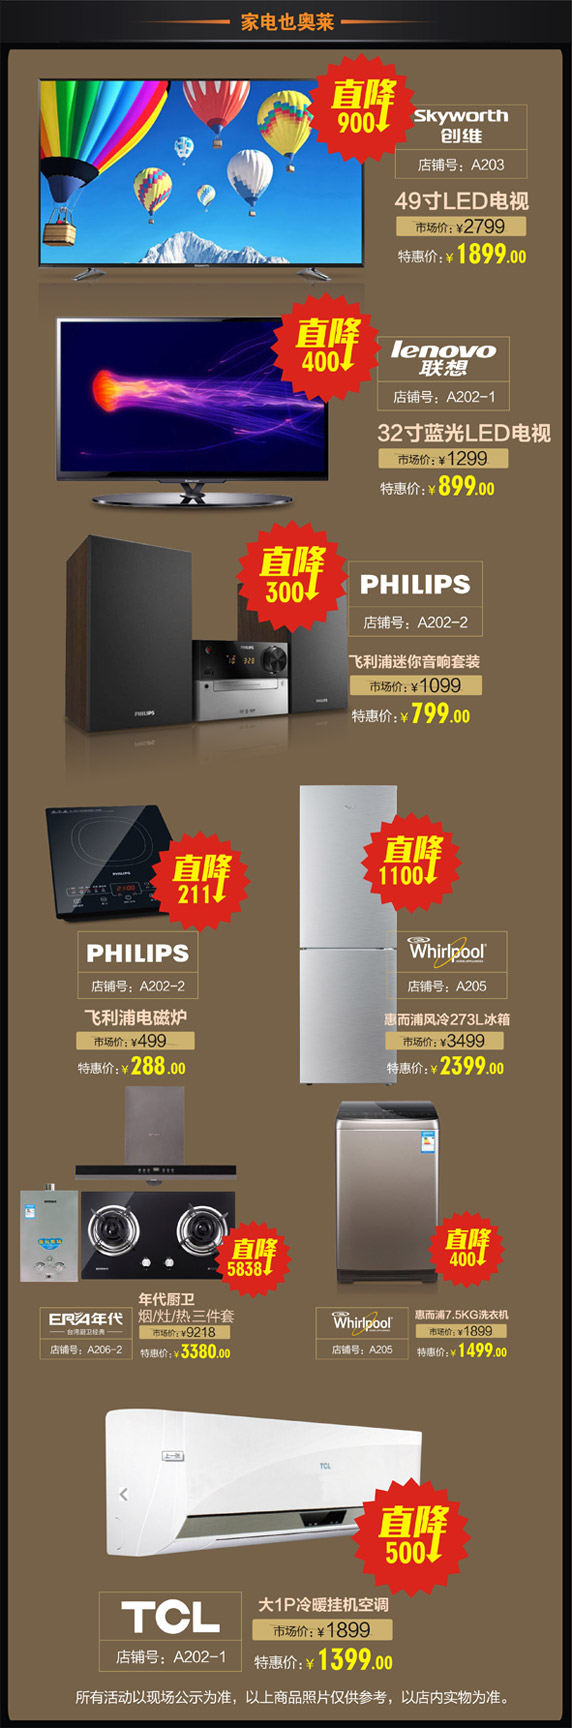 家电也奥莱
直降
900
Skyworth
创维
店铺号：A203
49寸LED电视
市场价：¥2799
特惠价：¥1899.00
直降
400
lenovo
联想
店铺号：A202-1
32寸蓝光LED电视
市场价：¥1299
特惠价：¥899.00
直降
300
PHILIPS
店铺号：A202-2
飞利浦迷你音响套装
市场价：¥1099
特惠价：¥799.00
PHILIPS
直降
211
PHILIPS
店铺号：A202-2
飞利浦电磁炉
市场价：¥499
特惠价：¥288.00
直降
1100
Whirlpool
店铺号：A205
惠而浦风冷273L冰箱
市场价：¥3499
特惠价：¥2399.00
直降
5838
ERA年代
台湾厨卫经典
店铺号：A206-2
年代厨卫
烟/灶/热三件套
市场价：¥9218
特惠价：¥3380.00
直降
400
Whirlpool
店铺号：A205
惠而浦7.5KG洗衣机
市场价：¥1899
特惠价：¥1499.00
上一张
TCL
直降
500
TCL
店铺号：A202-1
大1P冷暖挂机空调
市场价：¥1899
特惠价：¥1399.00
所有活动以现场公示为准，以上商品照片仅供参考，以店内实物为准。